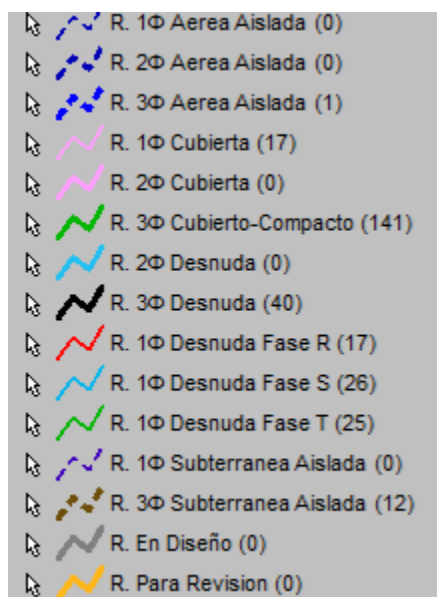 R. 1Φ Aerea Aislada (0)
R. 2Φ Aerea Aislada (0)
R. 3Φ Aerea Aislada (1)
R. 1Φ Cubierta (17)
R. 2Φ Cubierta (0)
R. 3Φ Cubierto-Compacto (141)
R. 2Φ Desnuda (0)
R. 3Φ Desnuda (40)
R. 1Φ Desnuda Fase R (17)
R. 1Φ Desnuda Fase S (26)
R. 1Φ Desnuda Fase T (25)
R. 1Φ Subterranea Aislada (0)
R. 3Φ Subterranea Aislada (12)
R. En Diseño (0)
R. Para Revision (0)